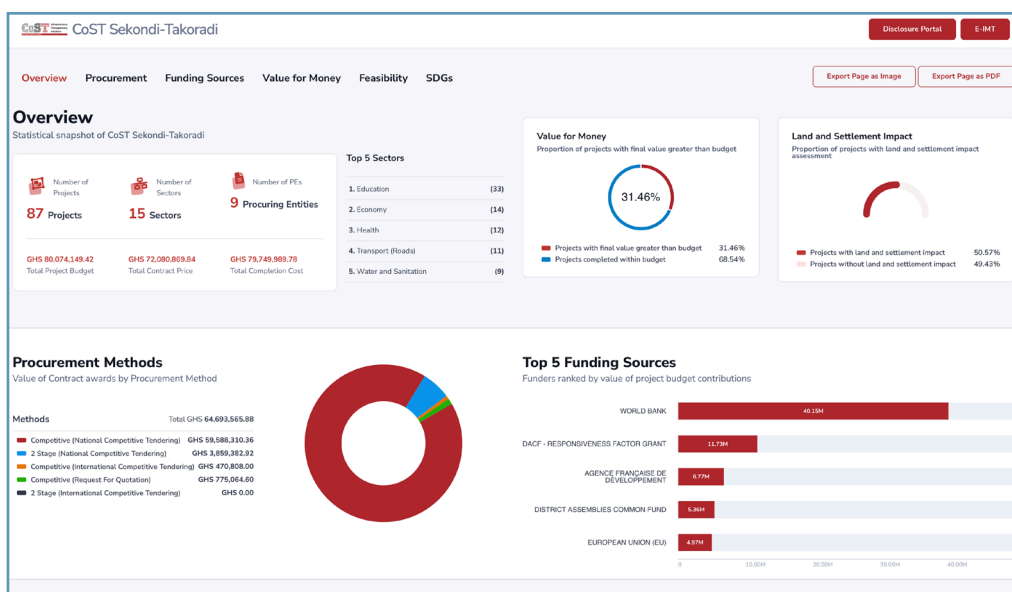 CoST CoST Sekondi-Takoradi
Disclosure Portal
E-IMT
Overview Procurement Funding Sources Value for Money Feasibility SDGs
Export Page as Image
Export Page as PDF
Overview
Statistical snapshot of CoST Sekondi-Takoradi
Number of Projects
87 Projects
Number of Sectors
15 Sectors
Number of PEs
9 Procuring Entities
GHS 80,074,149.42
Total Project Budget
GHS 72,080,869.84
Total Contract Price
GHS 79,749,989.78
Total Completion Cost
Top 5 Sectors
1. Education (33)
2. Economy (14)
3. Health (12)
4. Transport (Roads) (11)
5. Water and Sanitation (9)
Value for Money
Proportion of projects with final value greater than budget
31.46%
Projects with final value greater than budget 31.46%
Projects completed within budget 68.54%
Land and Settlement Impact
Proportion of projects with land and settlement impact
assessment
Projects with land and settlement impact 50.57%
Projects without land and settlement impact 49.43%
Procurement Methods
Value of Contract awards by Procurement Method
Methods Total GHS 64,693,565.88
Competitive (National Competitive Tendering) GHS 59,588,310.36
2 Stage (National Competitive Tendering) GHS 3,859,382.92
Competitive (International Competitive Tendering) GHS 470,808.00
Competitive (Request For Quotation) GHS 775,064.60
2 Stage (International Competitive Tendering) GHS 0.00
Top 5 Funding Sources
Funders ranked by value of project budget contributions
WORLD BANK 40.15M
DACF - RESPONSIVENESS FACTOR GRANT 11.73M
AGENCE FRANÇAISE DE
DÉVELOPPEMENT 6.77M
DISTRICT ASSEMBLIES COMMON FUND 5.36M
EUROPEAN UNION (EU) 4.97M
0 10.00M 20.00M 30.00M 40.00M